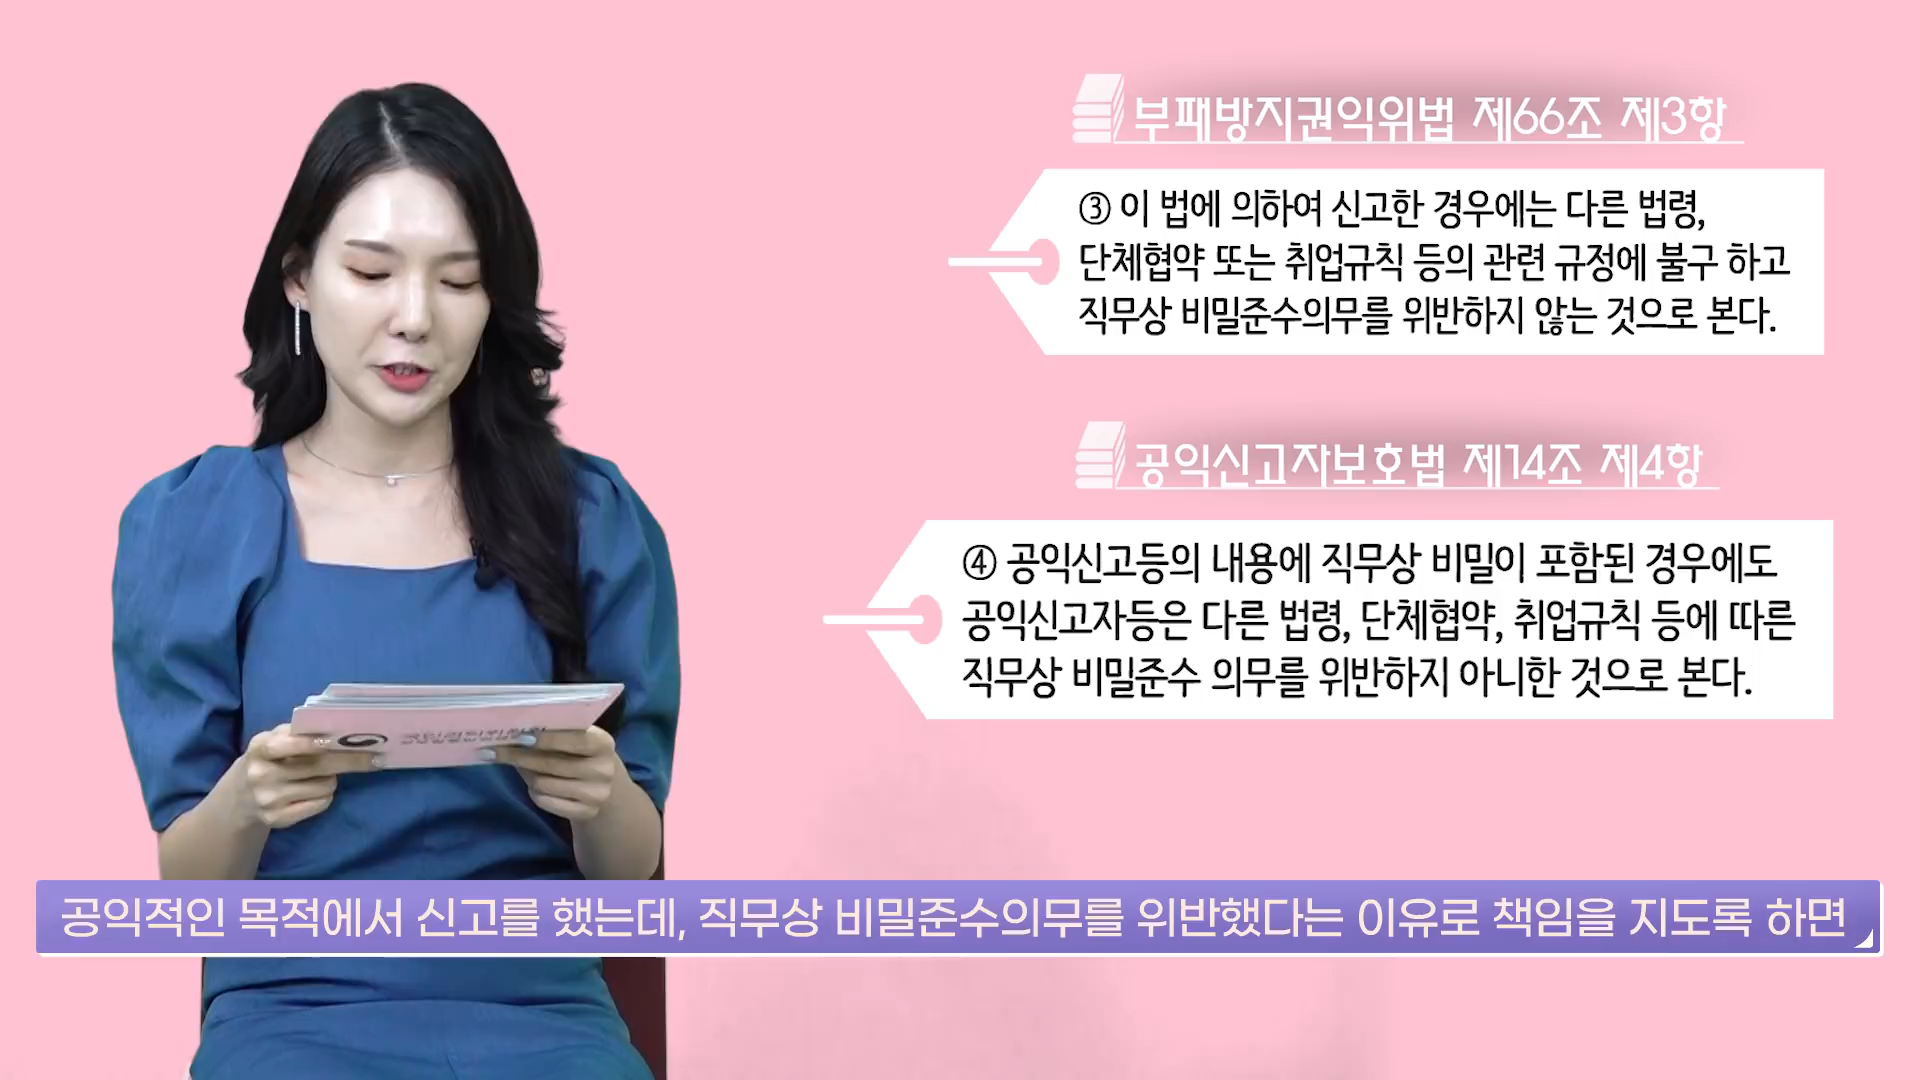 부패방지권익위법 제66조 제3항
③ 이 법에 의하여 신고한 경우에는 다른 법령,
단체협약 또는 취업규칙 등의 관련 규정에 불구 하고
직무상 비밀준수의무를 위반하지 않는 것으로 본다.
공익신고자보호법 제14조 제4항
④ 공익신고등의 내용에 직무상 비밀이 포함된 경우에도
공익신고자등은 다른 법령, 단체협약, 취업규칙 등에 따른
직무상 비밀준수 의무를 위반하지 아니한 것으로 본다.
공익적인 목적에서 신고를 했는데, 직무상 비밀준수의무를 위반했다는 이유로 책임을 지도록 하면